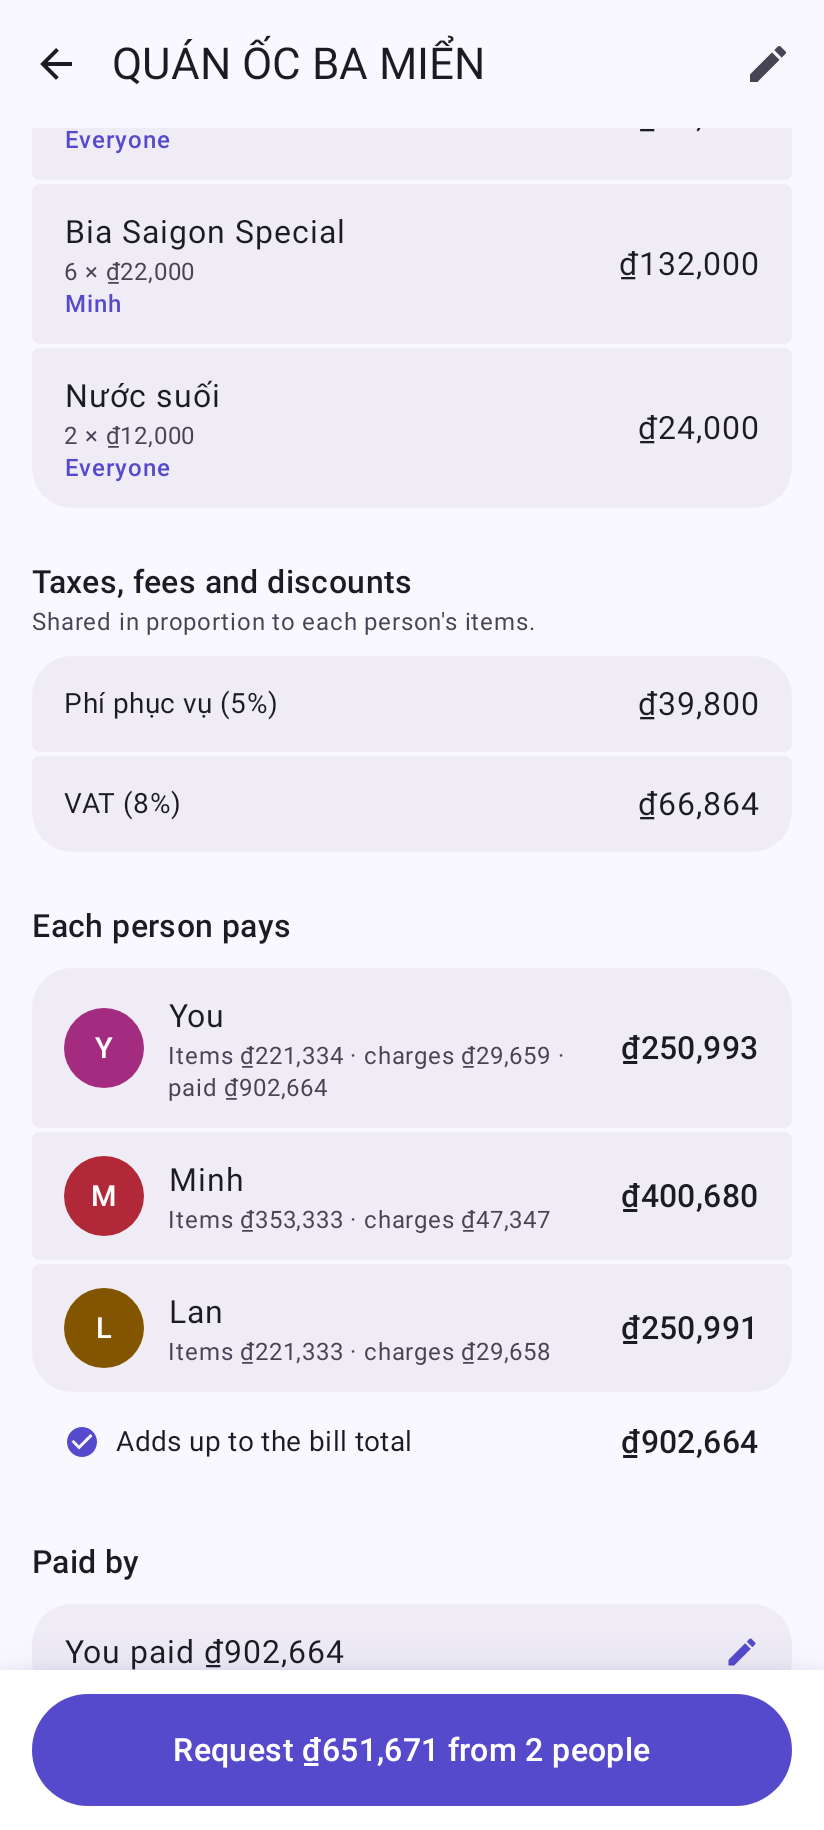 QUÁN ỐC BA MIỂN
Everyone
Bia Saigon Special
6 × ₫22,000
Minh
₫132,000
Nước suối
2 × ₫12,000
Everyone
₫24,000
Taxes, fees and discounts
Shared in proportion to each person's items.
Phí phục vụ (5%)
₫39,800
VAT (8%)
₫66,864
Each person pays
Y
You
Items ₫221,334 · charges ₫29,659 ·
paid ₫902,664
₫250,993
M
Minh
Items ₫353,333 · charges ₫47,347
₫400,680
L
Lan
Items ₫221,333 · charges ₫29,658
₫250,991
Adds up to the bill total
₫902,664
Paid by
You paid ₫902,664
Request ₫651,671 from 2 people